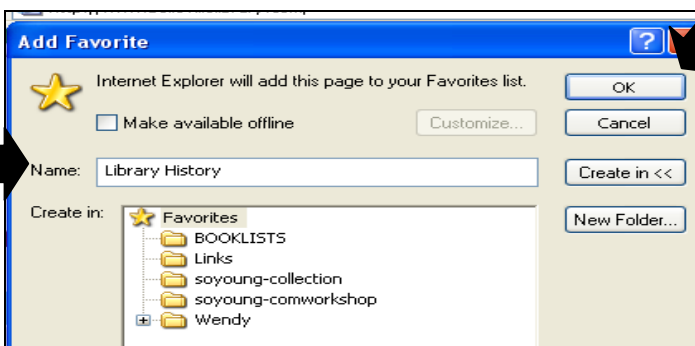 Add Favorite
?
Internet Explorer will add this page to your Favorites list.
OK
Make available offline
Customize...
Cancel
Name:
Library History
Create in <<
Create in:
Favorites
New Folder...
BOOKLISTS
Links
soyoung-collection
soyoung-comworkshop
Wendy